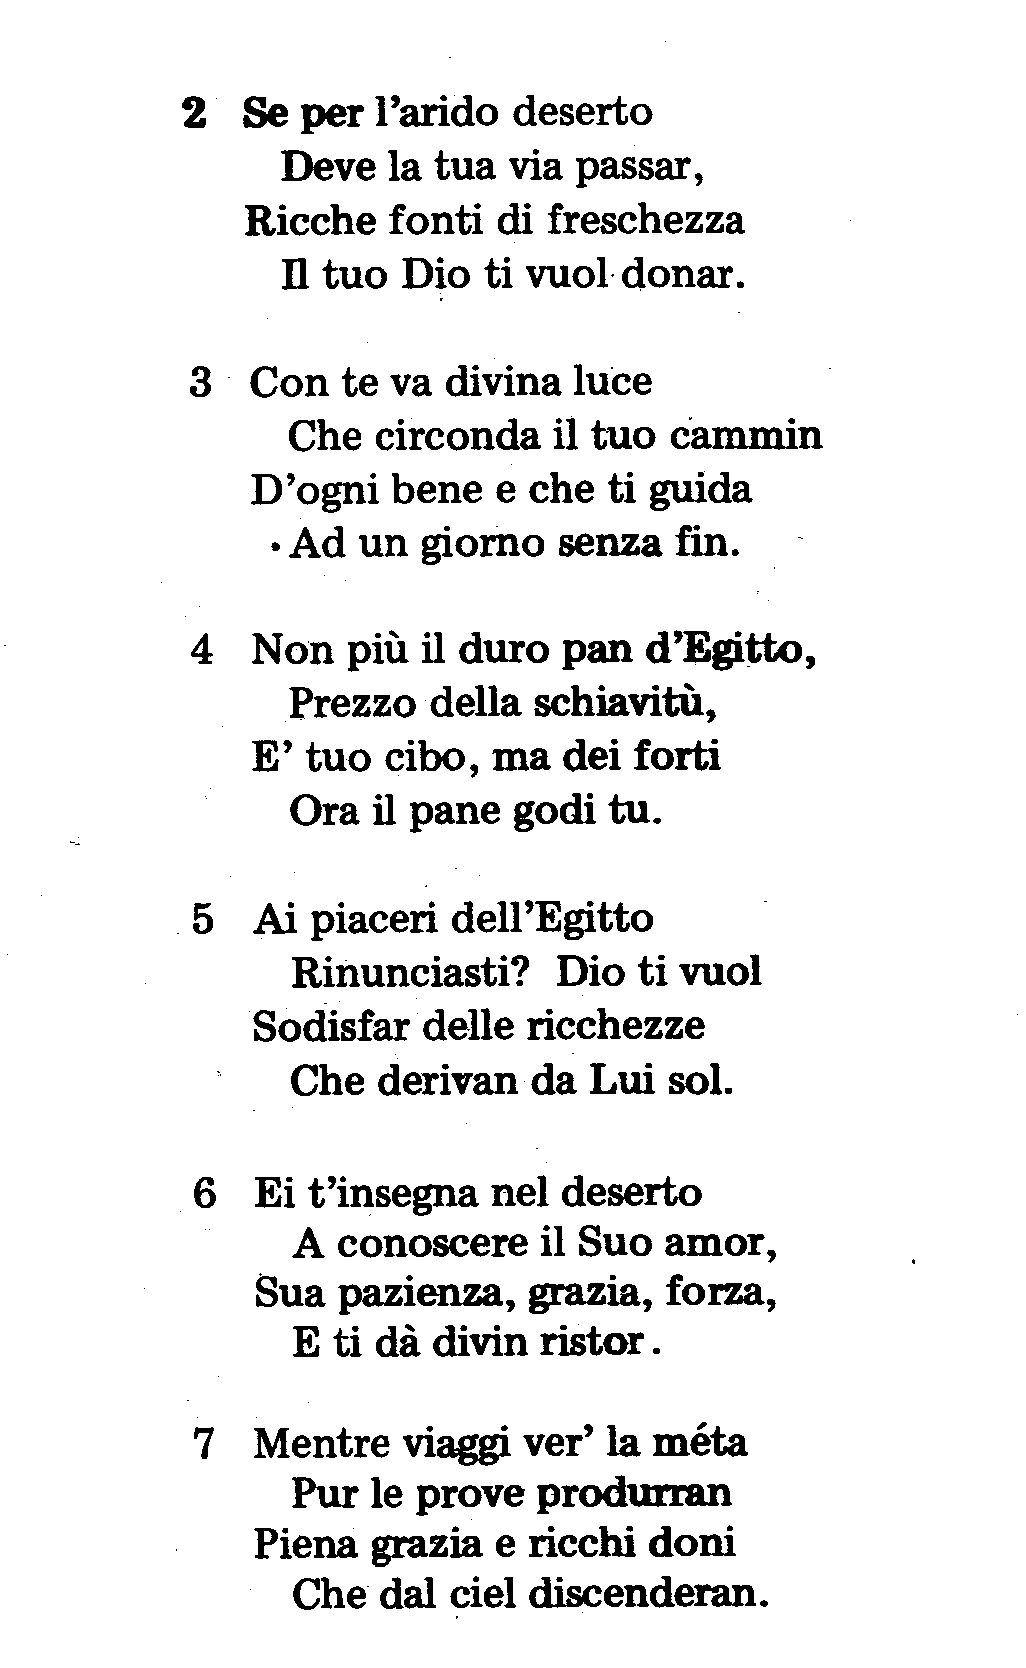 2 Se per l'arido deserto
Deve la tua via passar,
Ricche fonti di freschezza
Il tuo Dio ti vuol donar.
3 Con te va divina luce
Che circonda il tuo cammin
D'ogni bene e che ti guida
Ad un giorno senza fin.
4 Non più il duro pan d'Egitto,
Prezzo della schiavitù,
E' tuo cibo, ma dei forti
Ora il pane godi tu.
5 Ai piaceri dell'Egitto
Rinunciasti? Dio ti vuol
Sodisfar delle ricchezze
Che derivan da Lui sol.
6 Ei t'insegna nel deserto
A conoscere il Suo amor,
Sua pazienza, grazia, forza,
E ti dà divin ristor.
7 Mentre viaggi ver' la méta
Pur le prove produrran
Piena grazia e ricchi doni
Che dal ciel discenderan.